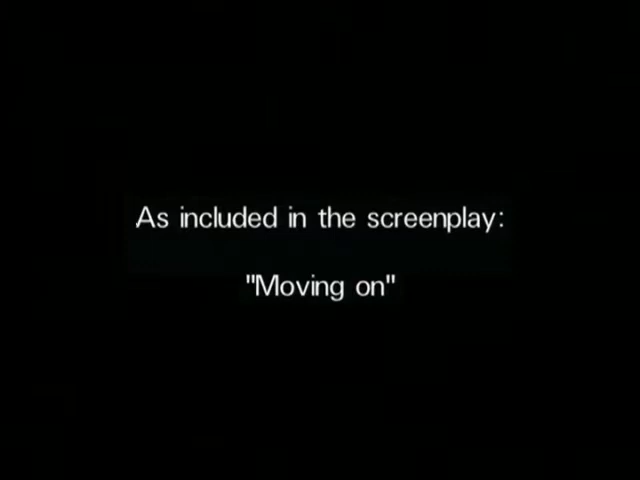 As included in the screenplay:
"Moving on"